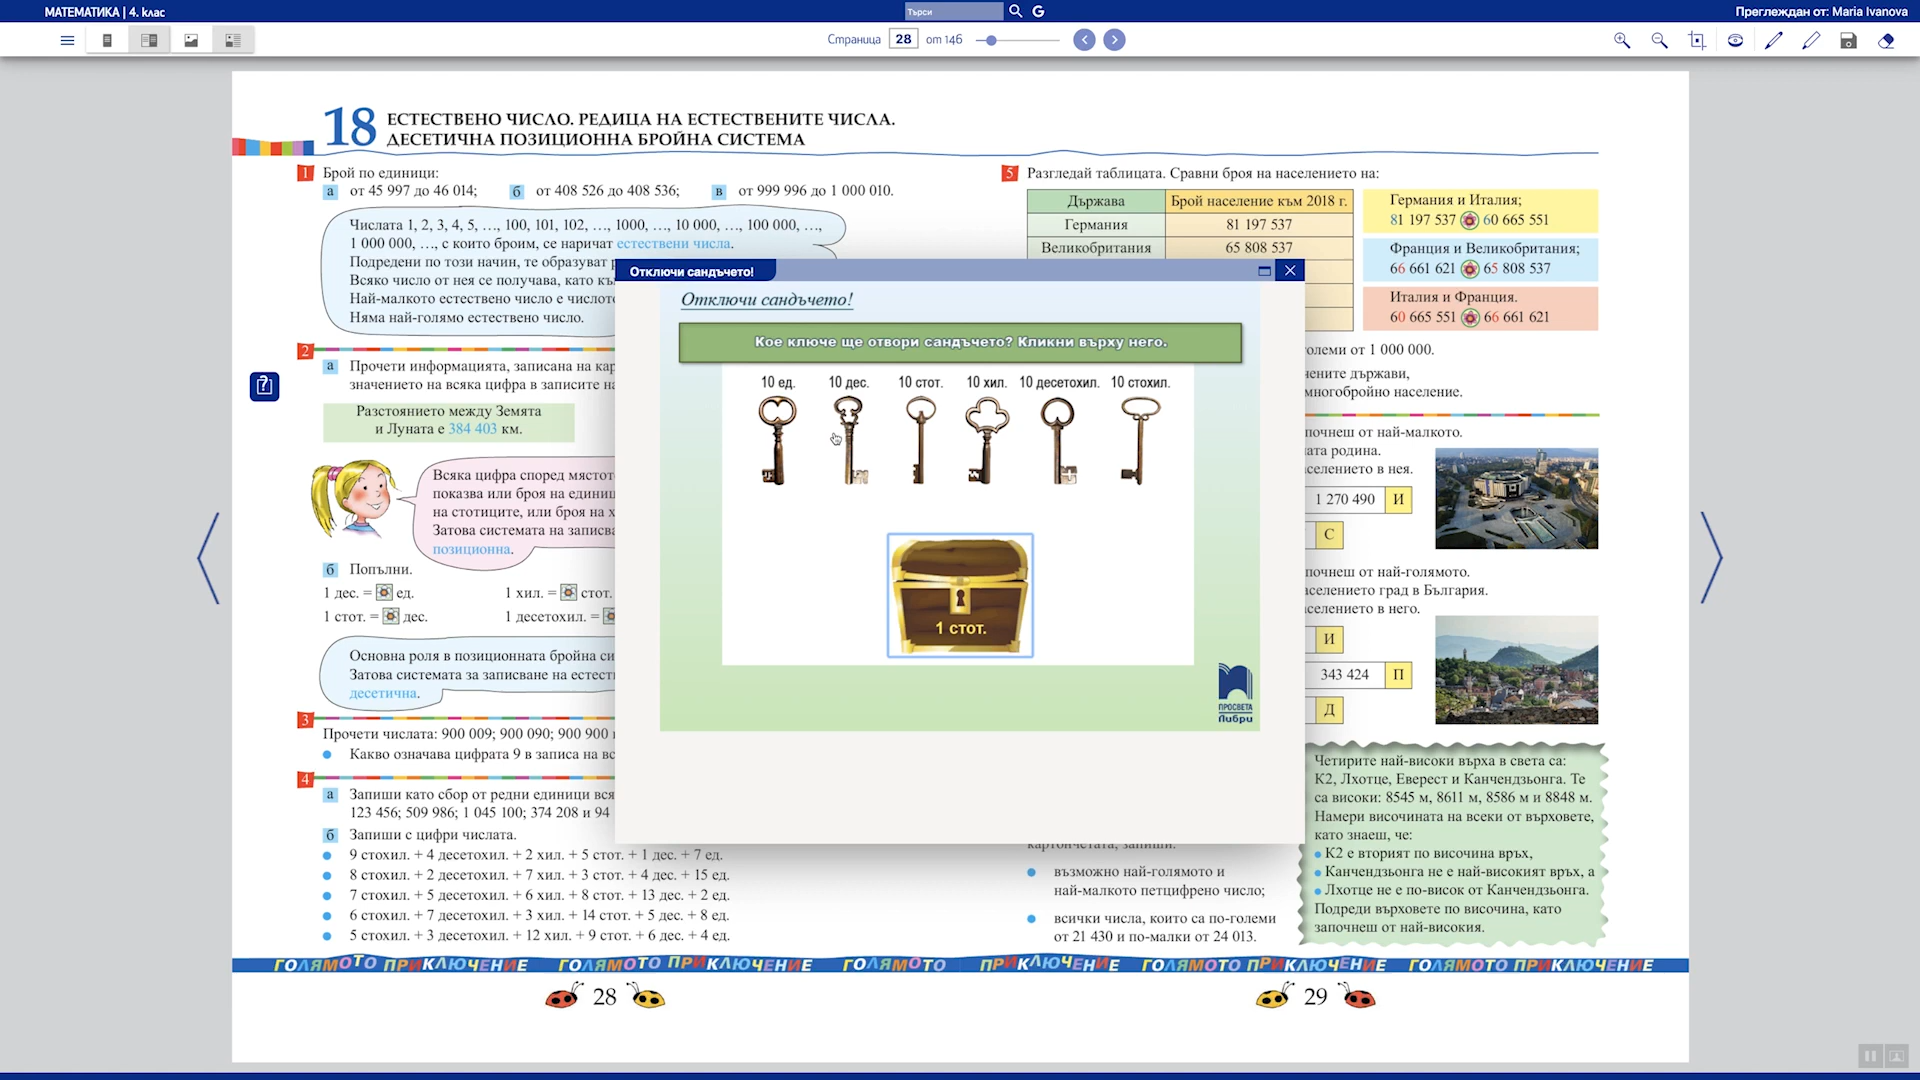 МАТЕМАТИКА | 4. клас
Търси
Преглеждан от: Maria Ivanova
Страница 28 от 146
18 ЕСТЕСТВЕНО ЧИСЛО. РЕДИЦА НА ЕСТЕСТВЕНИТЕ ЧИСЛА.
ДЕСЕТИЧНА ПОЗИЦИОННА БРОЙНА СИСТЕМА
1 Брой по единици:
а от 45 997 до 46 014; б от 408 526 до 408 536; в от 999 996 до 1 000 010.
Числата 1, 2, 3, 4, 5, …, 100, 101, 102, …, 1000, …, 10 000, …, 100 000, …,
1 000 000, …, с които броим, се наричат естествени числа.
Подредени по този начин, те образуват
Всяко число от нея се получава, като
Най-малкото естествено число е числото
Няма най-голямо естествено число.
2
а Прочети информацията, записана на
значението на всяка цифра в записите
Разстоянието между Земята
и Луната е 384 403 км.
Всяка цифра според мястото
показва или броя на
на стотиците, или броя на
Затова системата на
позиционна.
б Попълни.
1 дес. = ед. 1 хил. = стот.
1 стот. = дес. 1 десетохил. =
Основна роля в позиционната бройна
Затова системата за записване на
десетична.
3
Прочети числата: 900 009; 900 090; 900 900
Какво означава цифрата 9 в записа на
4
а Запиши като сбор от редни единици
123 456; 509 986; 1 045 100; 374 208 и 94
б Запиши с цифри числата.
9 стохил. + 4 десетохил. + 2 хил. + 5 стот. + 1 дес. + 7 ед.
8 стохил. + 2 десетохил. + 7 хил. + 3 стот. + 4 дес. + 15 ед.
7 стохил. + 5 десетохил. + 6 хил. + 8 стот. + 13 дес. + 2 ед.
6 стохил. + 7 десетохил. + 3 хил. + 14 стот. + 5 дес. + 8 ед.
5 стохил. + 3 десетохил. + 12 хил. + 9 стот. + 6 дес. + 4 ед.
Отключи сандъчето!
Отключи сандъчето!
Кое ключе ще отвори сандъчето? Кликни върху него.
10 ед. 10 дес. 10 стот. 10 хил. 10 десетохил. 10 стохил.
1 стот.
ПРОСВЕТА
Либри
5 Разгледай таблицата. Сравни броя на населението на:
Държава Брой население към 2018 г.
Германия 81 197 537
Великобритания 65 808 537
Германия и Италия;
81 197 537 60 665 551
Франция и Великобритания;
66 661 621 65 808 537
Италия и Франция.
60 665 551 66 661 621
от 1 000 000.
държави,
многобройно население.
от най-малкото.
родина.
в нея.
1 270 490 И
С
от най-голямото.
град в България.
в него.
И
343 424 П
Д
картончетата, запиши:
възможно най-голямото и
най-малкото петцифрено число;
всички числа, които са по-големи
от 21 430 и по-малки от 24 013.
Четирите най-високи върха в света са:
К2, Лхотце, Еверест и Канчендзьонга. Те
са високи: 8545 м, 8611 м, 8586 м и 8848 м.
Намери височината на всеки от върховете,
като знаеш, че:
К2 е вторият по височина връх,
Канчендзьонга не е най-високият връх, а
Лхотце не е по-висок от Канчендзьонга.
Подреди върховете по височина, като
започнеш от най-високия.
ГОЛЯМОТО ПРИКЛЮЧЕНИЕ ГОЛЯМОТО ПРИКЛЮЧЕНИЕ ГОЛЯМОТО ПРИКЛЮЧЕНИЕ ГОЛЯМОТО ПРИКЛЮЧЕНИЕ ГОЛЯМОТО ПРИКЛЮЧЕНИЕ
28 29